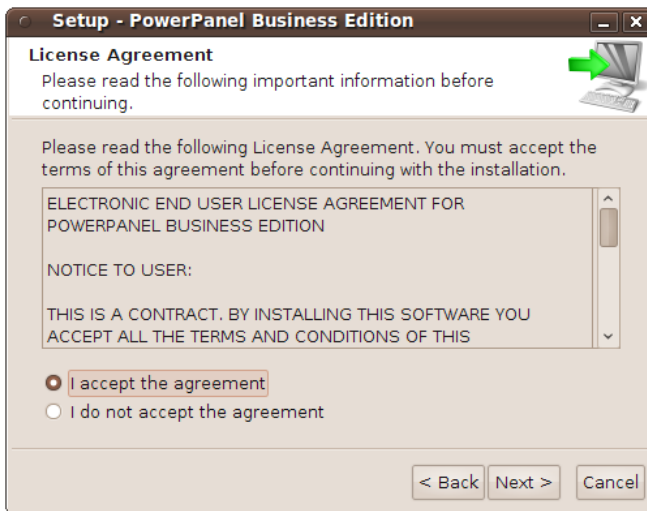 Setup - PowerPanel Business Edition
License Agreement
Please read the following important information before
continuing.
Please read the following License Agreement. You must accept the
terms of this agreement before continuing with the installation.
ELECTRONIC END USER LICENSE AGREEMENT FOR
POWERPANEL BUSINESS EDITION
NOTICE TO USER:
THIS IS A CONTRACT. BY INSTALLING THIS SOFTWARE YOU
ACCEPT ALL THE TERMS AND CONDITIONS OF THIS
I accept the agreement
I do not accept the agreement
< Back Next > Cancel